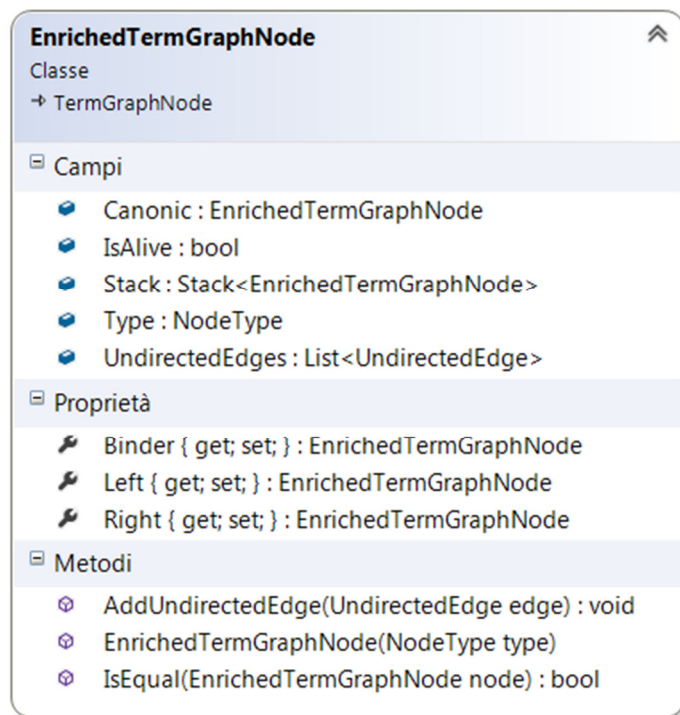 EnrichedTermGraphNode
Classe
TermGraphNode
Campi
Canonic : EnrichedTermGraphNode
IsAlive : bool
Stack : Stack<EnrichedTermGraphNode>
Type : NodeType
UndirectedEdges : List<UndirectedEdge>
Proprietà
Binder { get; set; } : EnrichedTermGraphNode
Left { get; set; } : EnrichedTermGraphNode
Right { get; set; } : EnrichedTermGraphNode
Metodi
AddUndirectedEdge(UndirectedEdge edge) : void
EnrichedTermGraphNode(NodeType type)
IsEqual(EnrichedTermGraphNode node) : bool